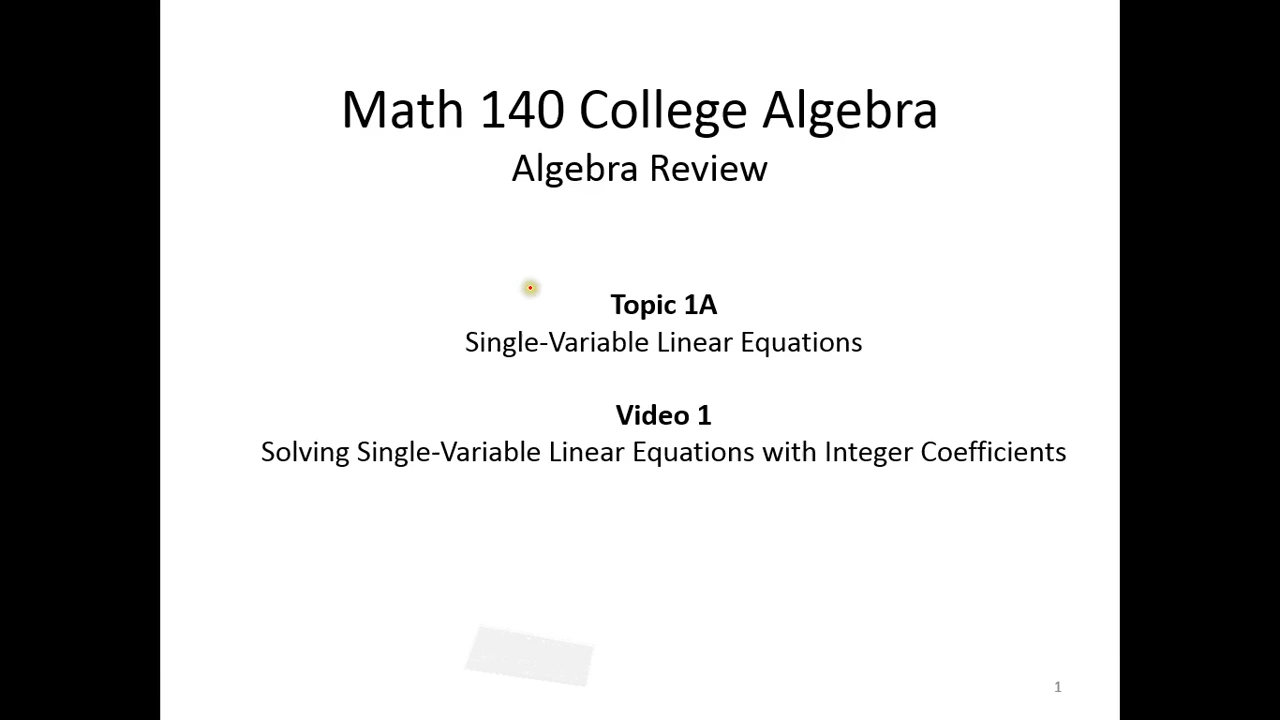 Math 140 College Algebra
Algebra Review
Topic 1A
Single-Variable Linear Equations
Video 1
Solving Single-Variable Linear Equations with Integer Coefficients
1